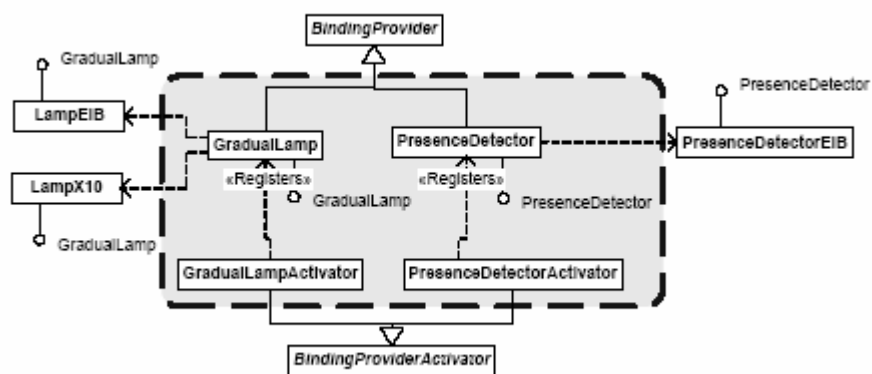 BindingProvider
GradualLamp
PresenceDetector
LampEIB
GradualLamp
PresenceDetector
PresenceDetectorEIB
«Registers»
«Registers»
LampX10
GradualLamp
PresenceDetector
GradualLamp
GradualLampActivator
PresenceDetectorActivator
BindingProviderActivator